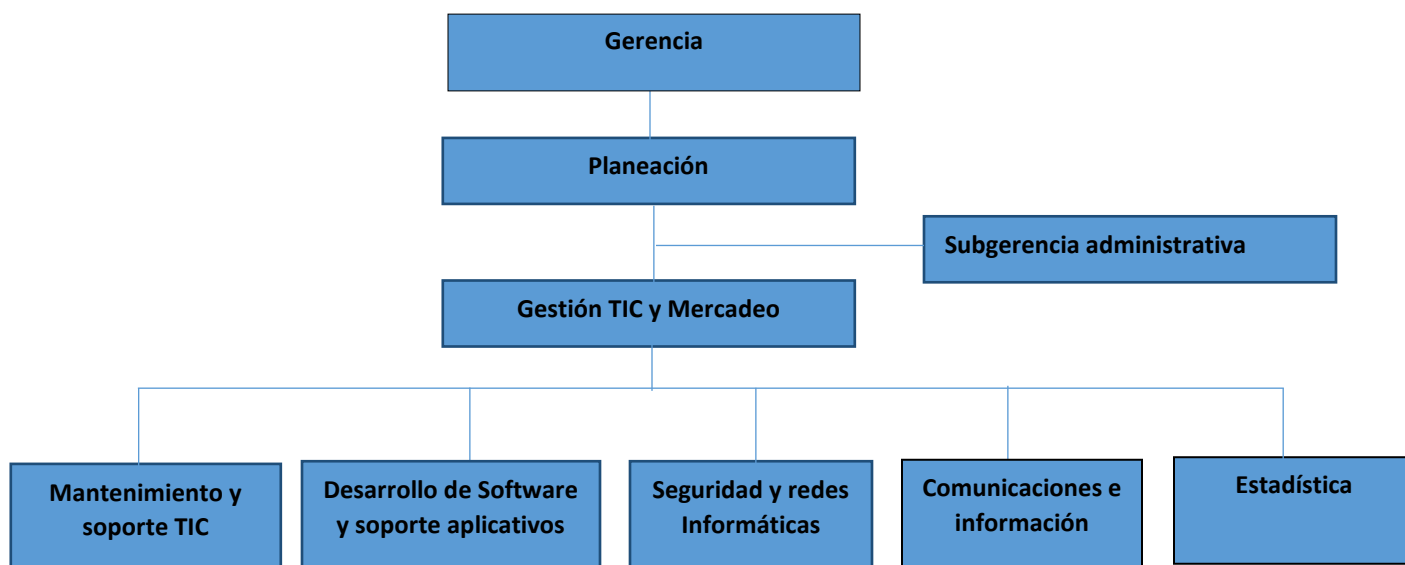 Gerencia
Planeación
Subgerencia administrativa
Gestión TIC y Mercadeo
Mantenimiento y
soporte TIC
Desarrollo de Software
y soporte aplicativos
Seguridad y redes
Informáticas
Comunicaciones e
información
Estadística